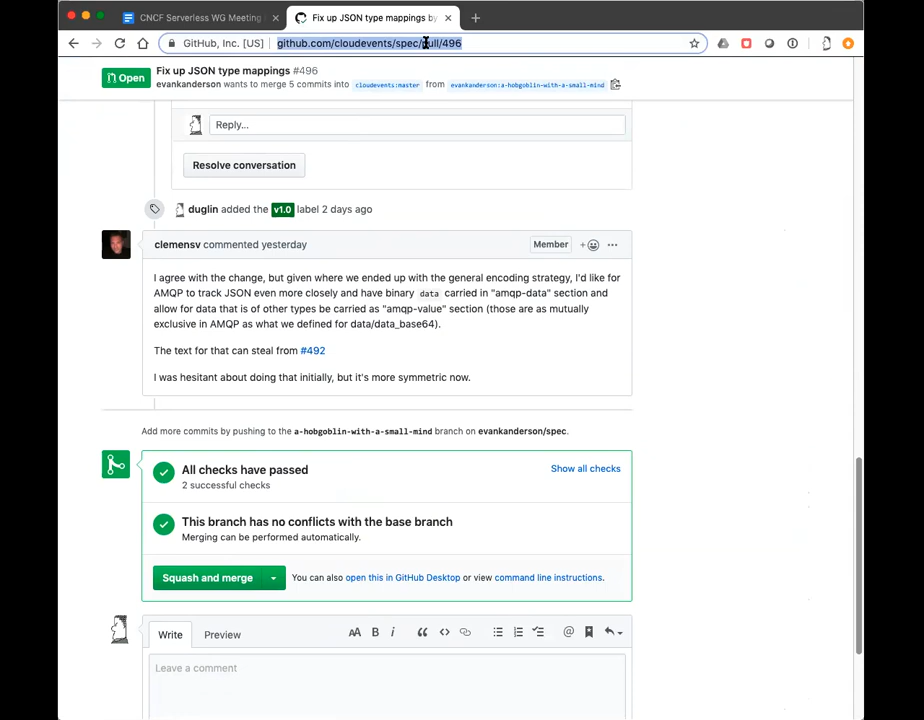 CNCF Serverless WG Meeting
Fix up JSON type mappings by
GitHub, Inc. [US]
github.com/cloudevents/spec/pull/496
Open
Fix up JSON type mappings #496
evankanderson wants to merge 5 commits into cloudevents:master from evankanderson:a-hobgoblin-with-a-small-mind
Reply...
Resolve conversation
duglin added the v1.0 label 2 days ago
clemensv commented yesterday
Member
I agree with the change, but given where we ended up with the general encoding strategy, I'd like for
AMQP to track JSON even more closely and have binary data carried in "amqp-data" section and
allow for data that is of other types be carried as "amqp-value" section (those are as mutually
exclusive in AMQP as what we defined for data/data_base64).
The text for that can steal from #492
I was hesitant about doing that initially, but it's more symmetric now.
Add more commits by pushing to the a-hobgoblin-with-a-small-mind branch on evankanderson/spec.
All checks have passed
Show all checks
2 successful checks
This branch has no conflicts with the base branch
Merging can be performed automatically.
Squash and merge
You can also open this in GitHub Desktop or view command line instructions.
Write
Preview
Leave a comment